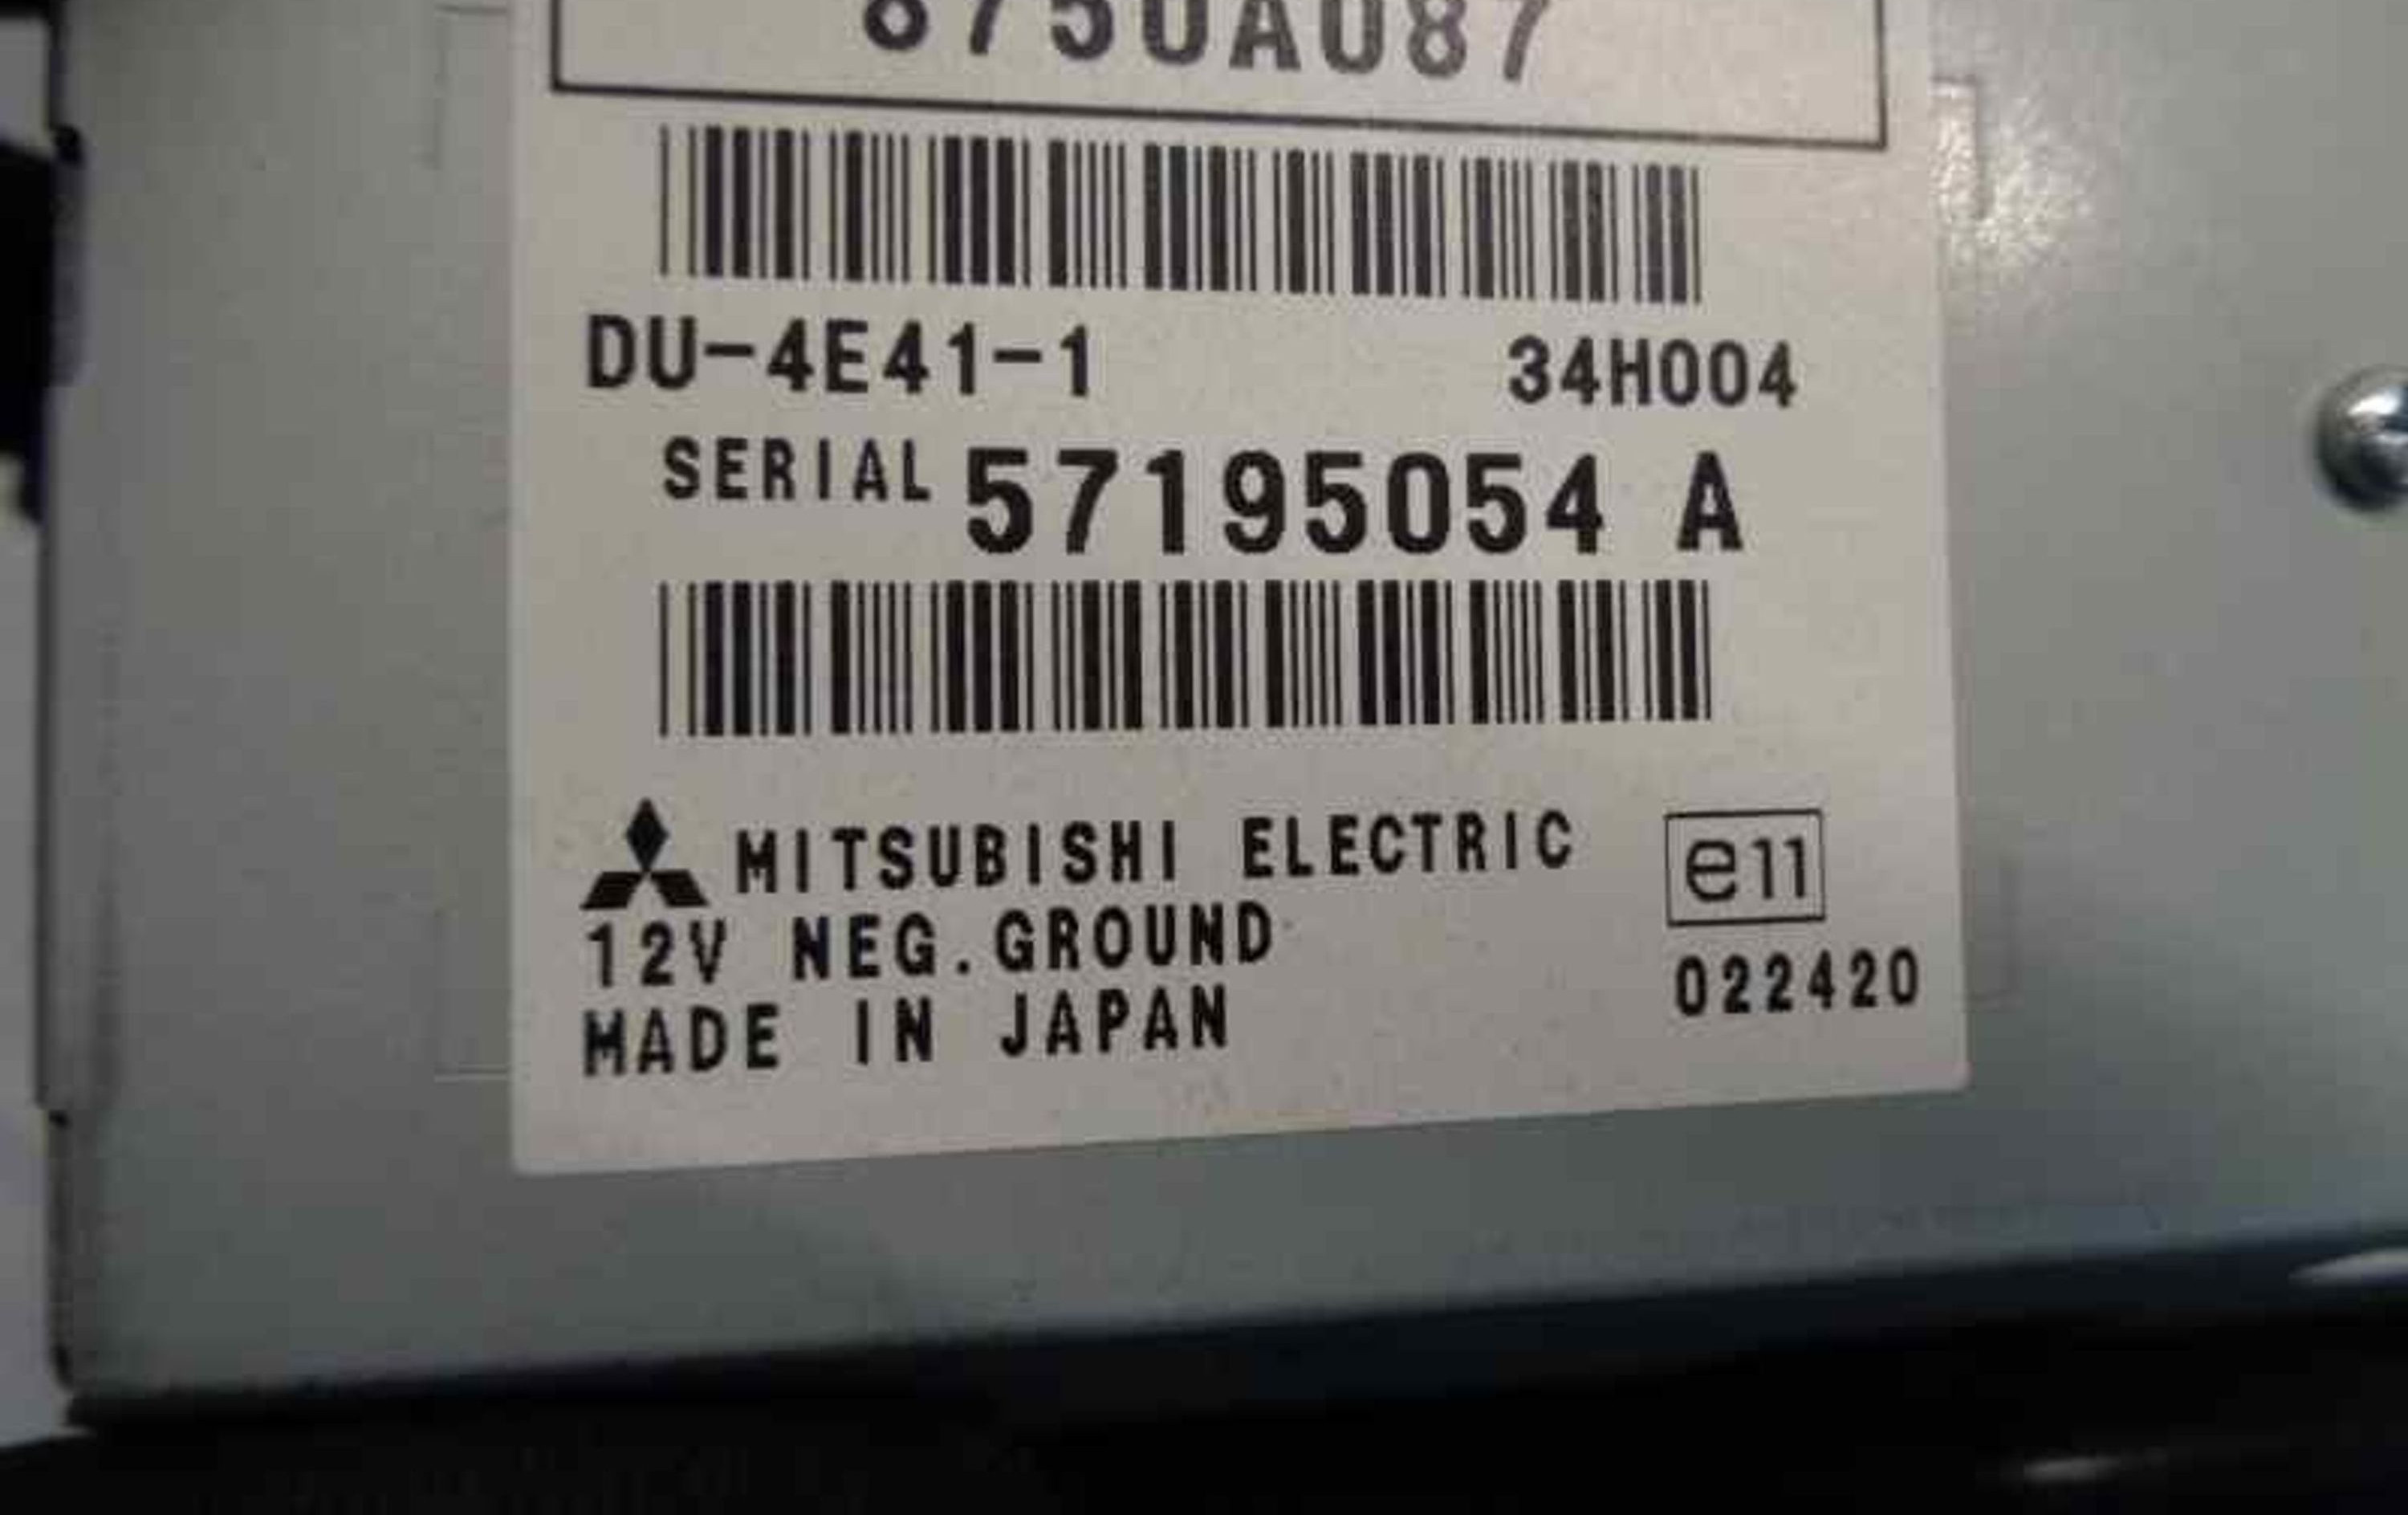 8750A087
DU-4E41-1 34H004
SERIAL 57195054 A
MITSUBISHI ELECTRIC e11
12V NEG.GROUND 022420
MADE IN JAPAN